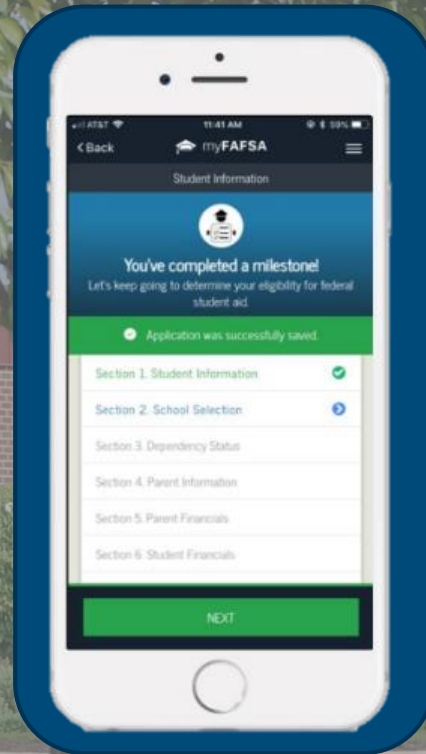 AT&T 11:41 AM 59%
Back myFAFSA
Student Information
You've completed a milestone!
Let's keep going to determine your eligibility for federal
student aid.
Application was successfully saved.
Section 1. Student Information
Section 2. School Selection
Section 3. Dependency Status
Section 4. Parent Information
Section 5. Parent Financials
Section 6. Student Financials
NEXT